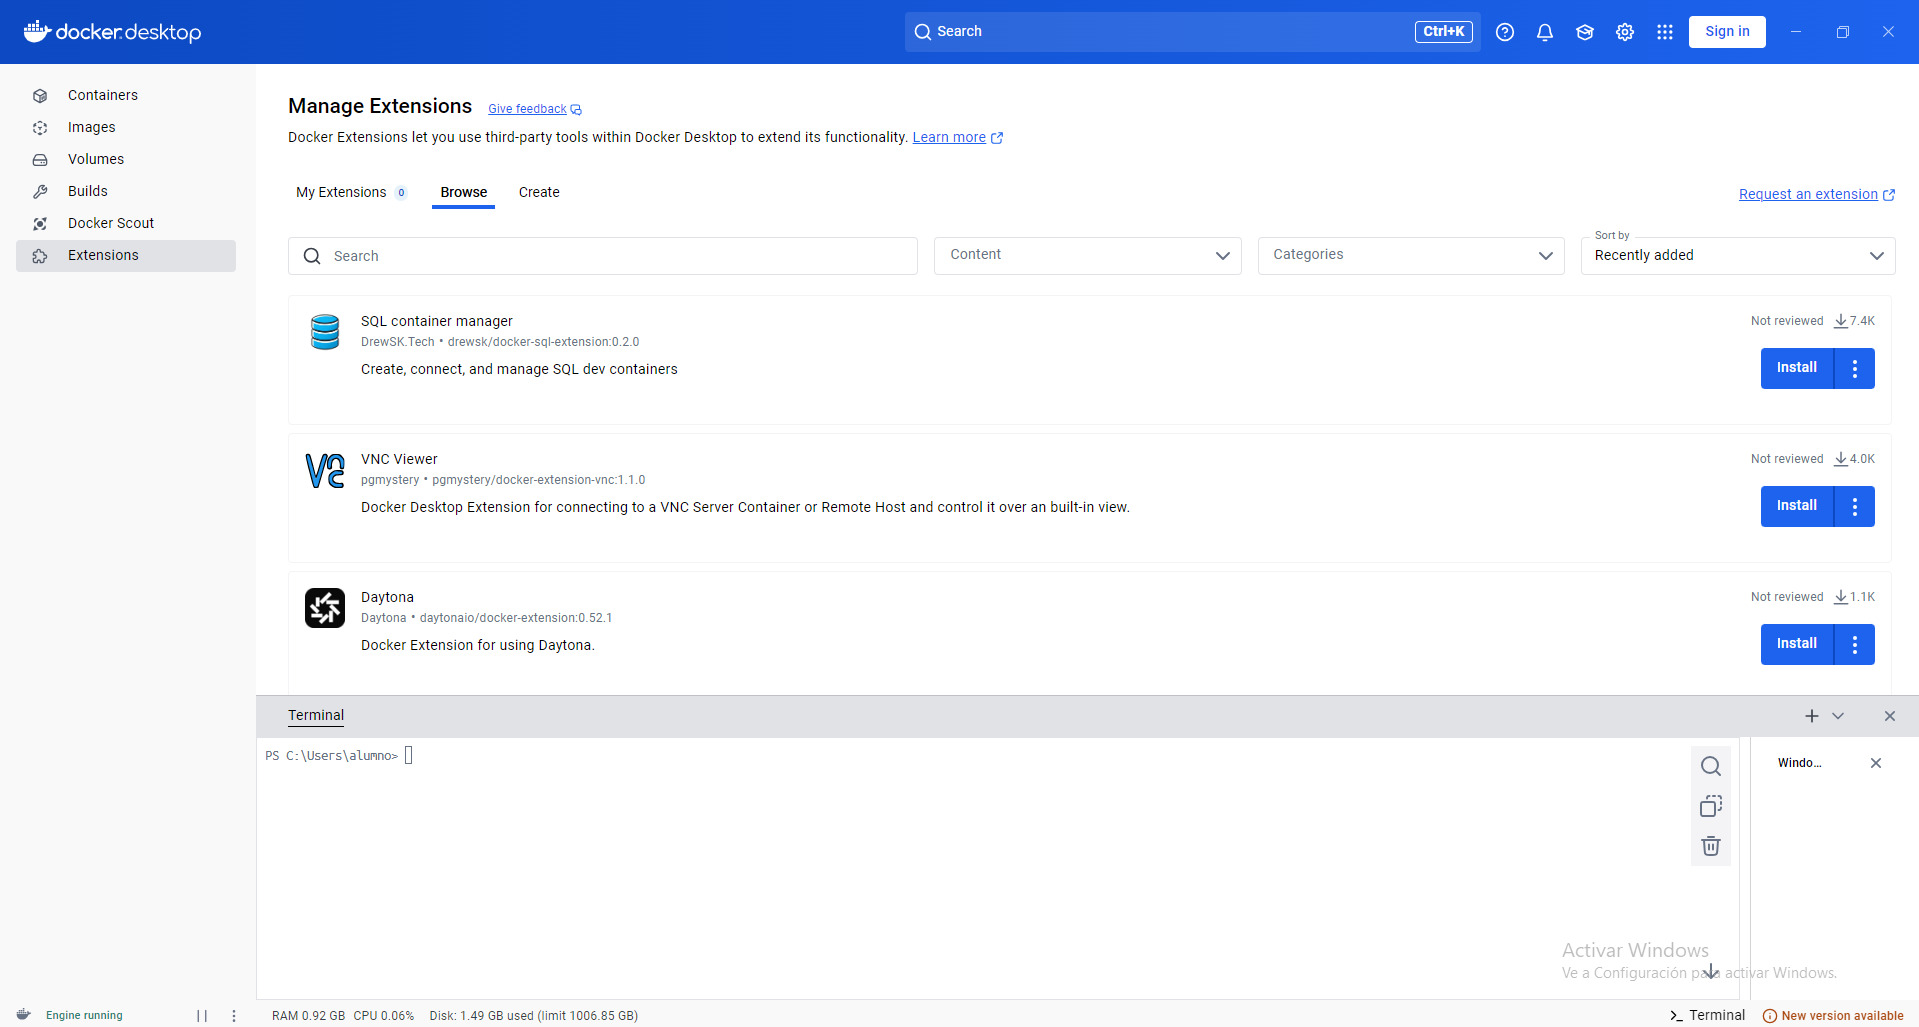 docker.desktop
Search
Ctrl+K
Sign in
Containers
Images
Volumes
Builds
Docker Scout
Extensions
Manage Extensions
Give feedback
Docker Extensions let you use third-party tools within Docker Desktop to extend its functionality. Learn more
My Extensions 0
Browse
Create
Request an extension
Search
Content
Categories
Sort by
Recently added
SQL container manager
DrewSK.Tech • drewsk/docker-sql-extension:0.2.0
Create, connect, and manage SQL dev containers
Not reviewed 7.4K
Install
VNC Viewer
pgmystery • pgmystery/docker-extension-vnc:1.1.0
Docker Desktop Extension for connecting to a VNC Server Container or Remote Host and control it over an built-in view.
Not reviewed 4.0K
Install
Daytona
Daytona • daytonaio/docker-extension:0.52.1
Docker Extension for using Daytona.
Not reviewed 1.1K
Install
Terminal
PS C:\Users\alumno>
Windo...
Activar Windows
Ve a Configuración para activar Windows.
Engine running
RAM 0.92 GB CPU 0.06% Disk: 1.49 GB used (limit 1006.85 GB)
Terminal
New version available